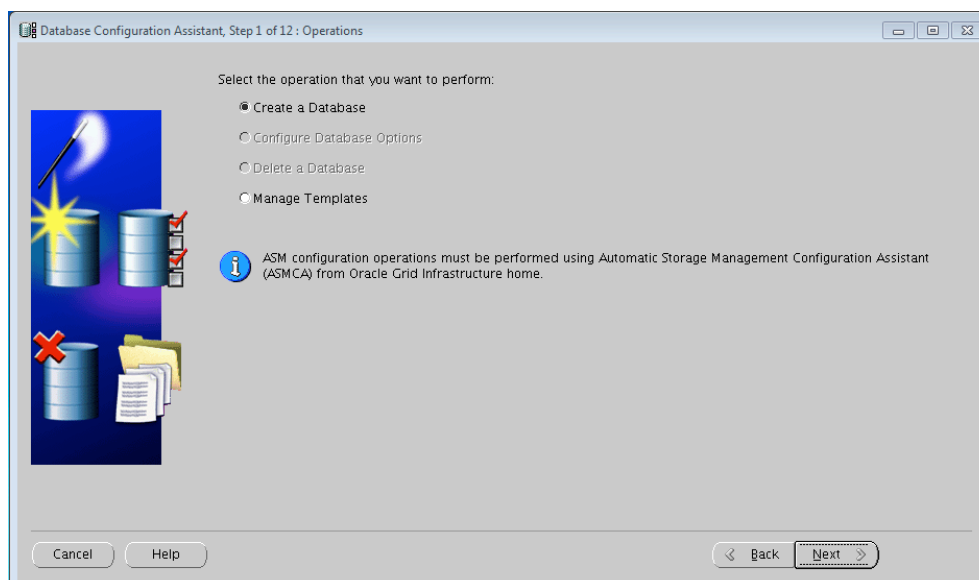 Database Configuration Assistant, Step 1 of 12 : Operations
Select the operation that you want to perform:
Create a Database
Configure Database Options
Delete a Database
Manage Templates
ASM configuration operations must be performed using Automatic Storage Management Configuration Assistant
(ASMCA) from Oracle Grid Infrastructure home.
Cancel Help Back Next